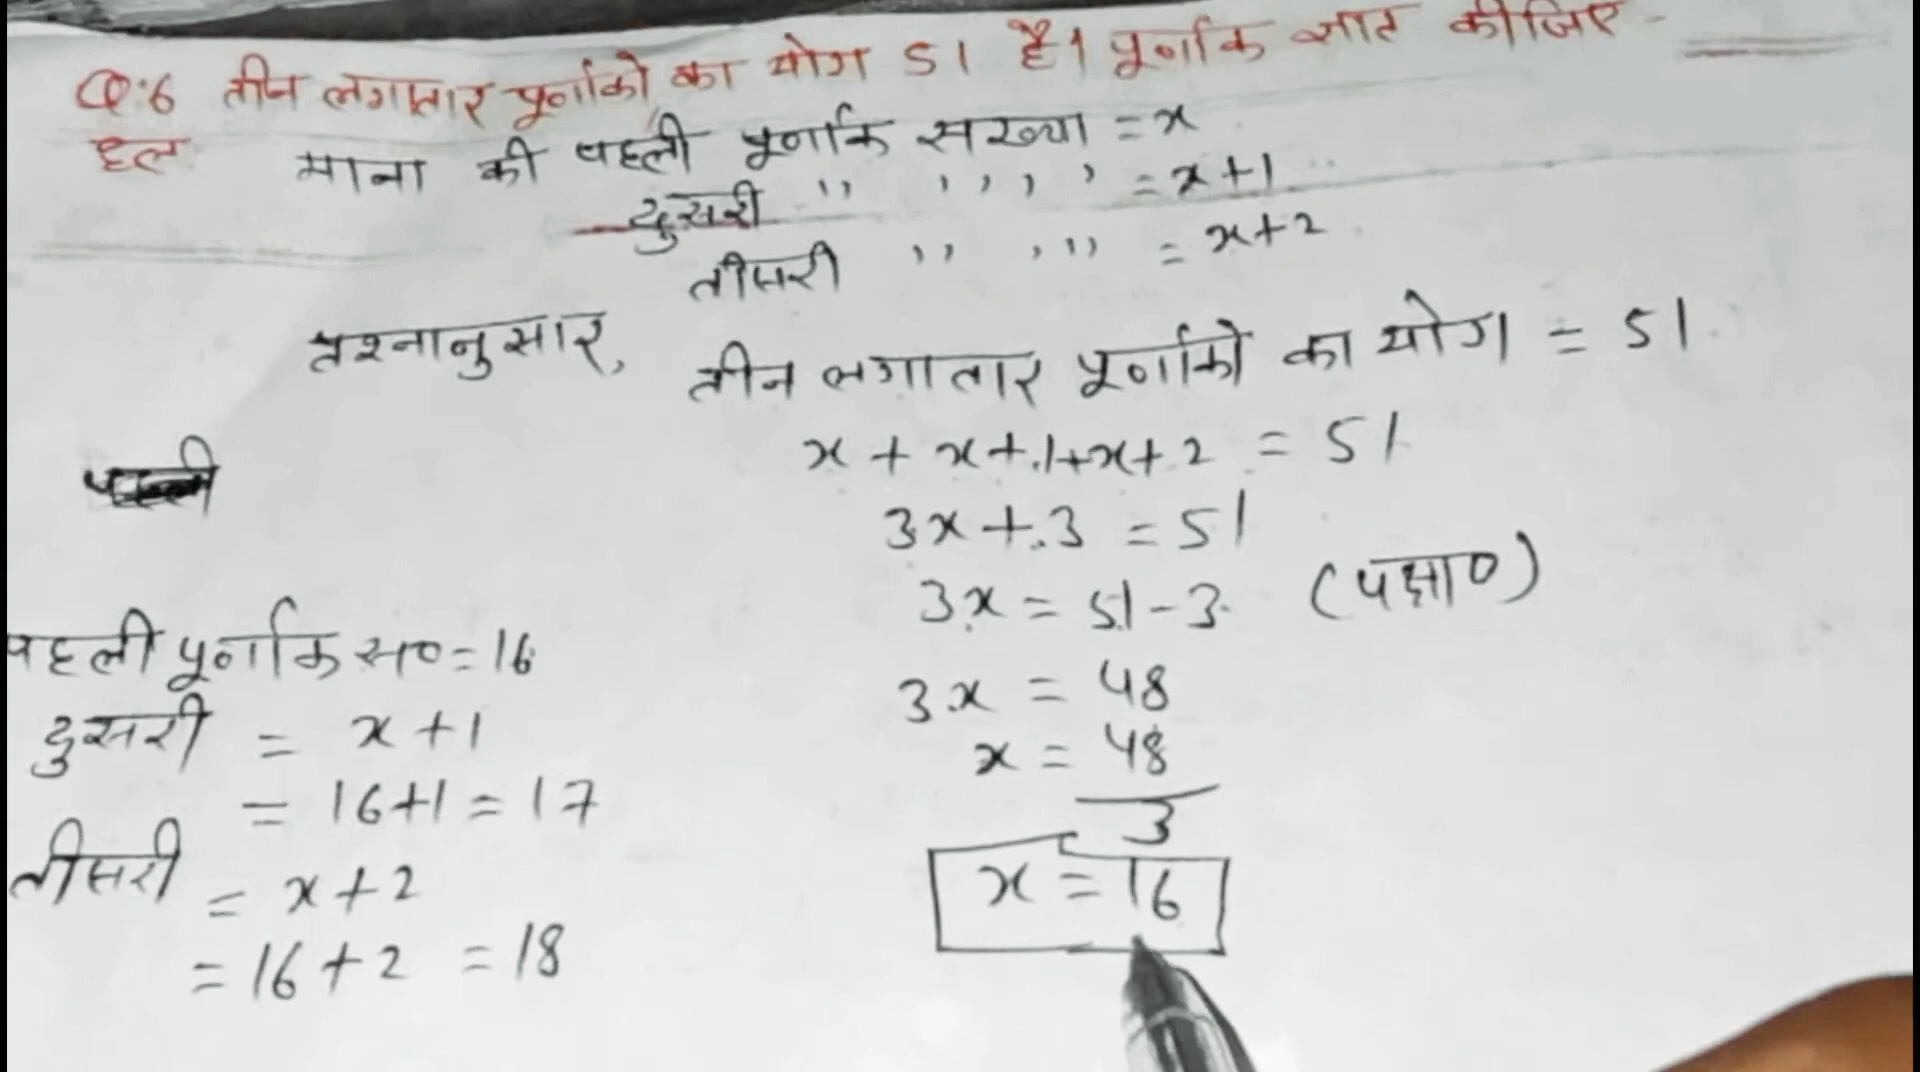 Q.6 तीन लगातार पूर्णाकों का योग 51 है। पूर्णाक ज्ञात कीजिए-
हल माना की पहली पूर्णाक सख्या = x
दुसरी " " " = x+1
तीसरी " " " = x+2
प्रश्नानुसार, तीन लगातार पूर्णाको का योग = 51
x + x+1+x+2 = 51
3x+3 = 51
3x = 51-3 (पक्षा०)
3x = 48
x = 48
3
x = 16
पहली पूर्णाक स०=16
दुसरी = x+1
= 16+1 = 17
तीसरी = x+2
= 16+2 = 18